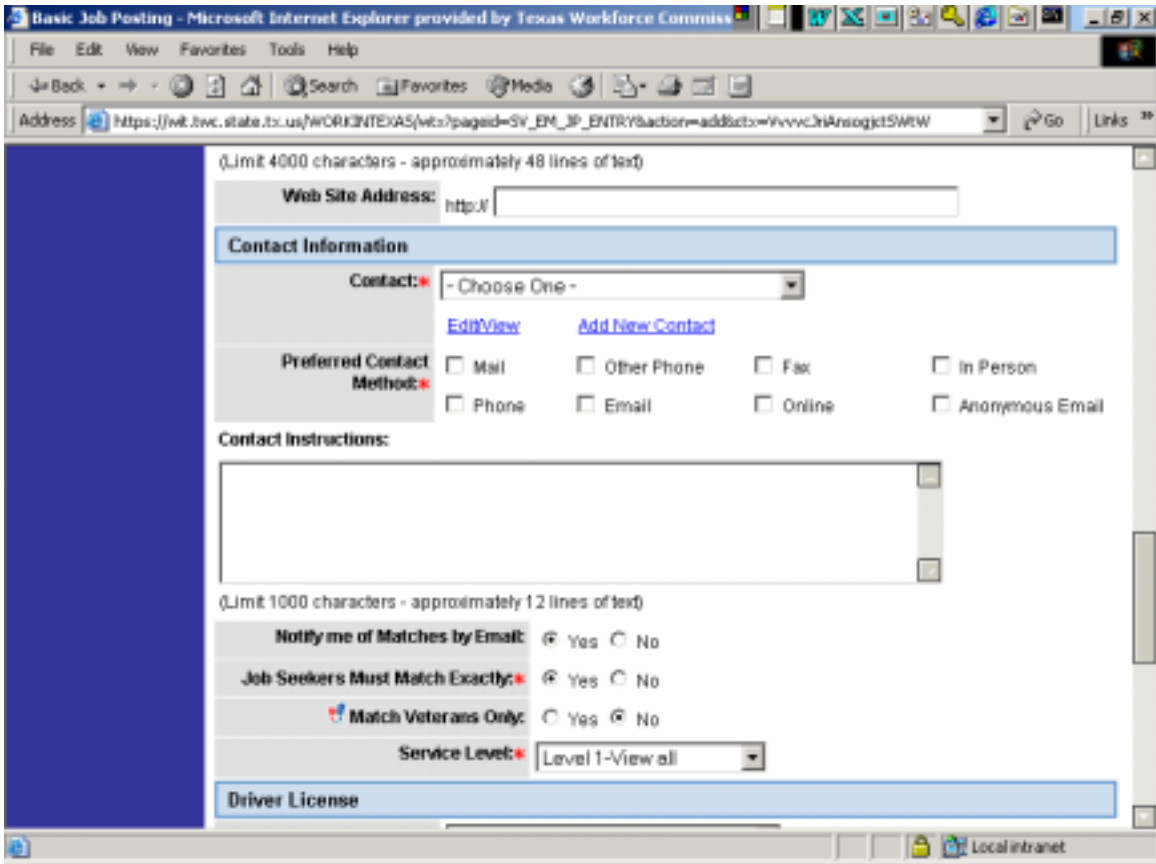 Basic Job Posting - Microsoft Internet Explorer provided by Texas Workforce Commiss
File Edit View Favorites Tools Help
Back Search Favorites Media
Address https://wit.twc.state.tx.us/WORKINTEXAS/wtx?pageid=SV_EM_JP_ENTRY&action=add&ctx= Go Links »
(Limit 4000 characters - approximately 48 lines of text)
Web Site Address: http://
Contact Information
Contact:* - Choose One -
Edit/View Add New Contact
Preferred Contact Method:*
Mail Other Phone Fax In Person
Phone Email Online Anonymous Email
Contact Instructions:
(Limit 1000 characters - approximately 12 lines of text)
Notify me of Matches by Email: Yes No
Job Seekers Must Match Exactly:* Yes No
Match Veterans Only: Yes No
Service Level:* Level 1-View all
Driver License
Local intranet